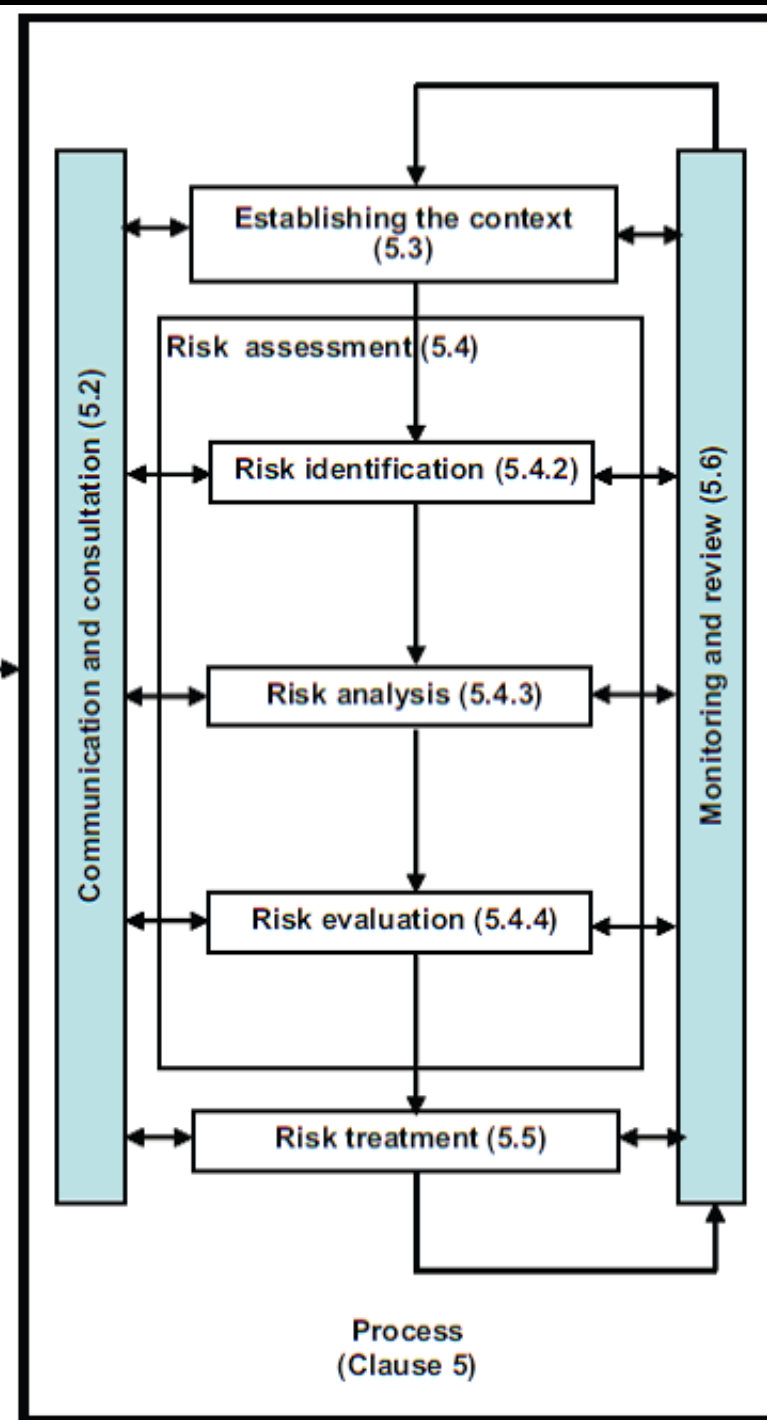 Establishing the context
(5.3)
Risk assessment (5.4)
Communication and consultation (5.2)
Risk identification (5.4.2)
Monitoring and review (5.6)
Risk analysis (5.4.3)
Risk evaluation (5.4.4)
Risk treatment (5.5)
Process
(Clause 5)